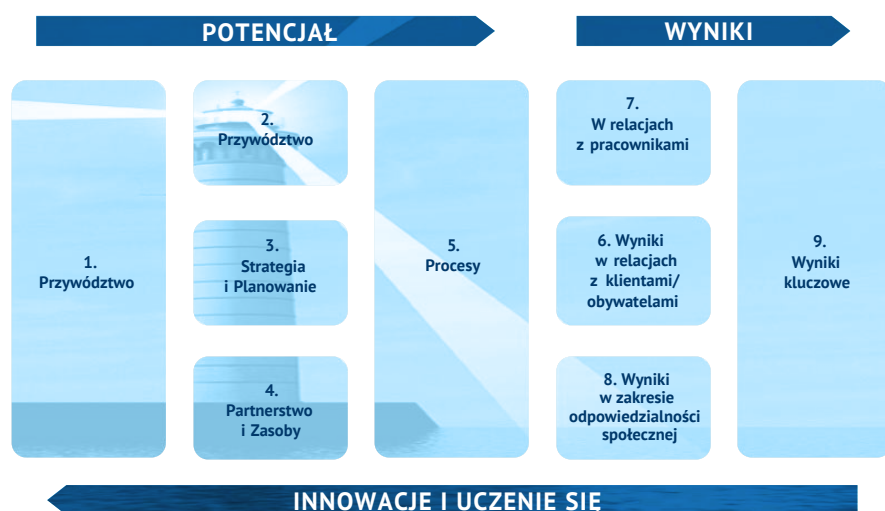 POTENCJAŁ
WYNIKI
1.
Przywództwo
2.
Przywództwo
3.
Strategia
i Planowanie
4.
Partnerstwo
i Zasoby
5.
Procesy
7.
W relacjach
z pracownikami
6. Wyniki
w relacjach
z klientami/
obywatelami
8. Wyniki
w zakresie
odpowiedzialności
społecznej
9.
Wyniki
kluczowe
INNOWACJE I UCZENIE SIĘ